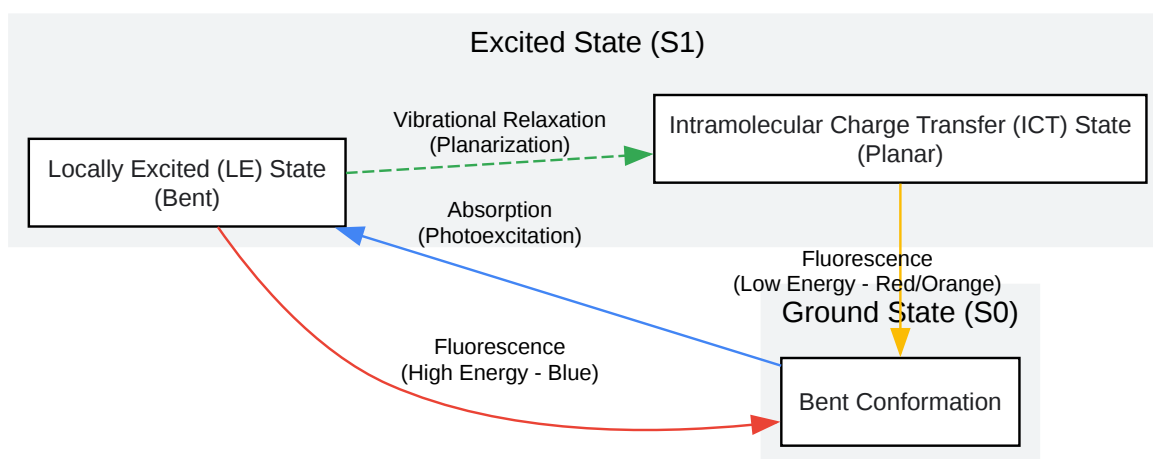 Excited State (S1)
Vibrational Relaxation
(Planarization)
Intramolecular Charge Transfer (ICT) State
(Planar)
Locally Excited (LE) State
(Bent)
Absorption
(Photoexcitation)
Fluorescence
(Low Energy - Red/Orange)
Ground State (S0)
Fluorescence
(High Energy - Blue)
Bent Conformation